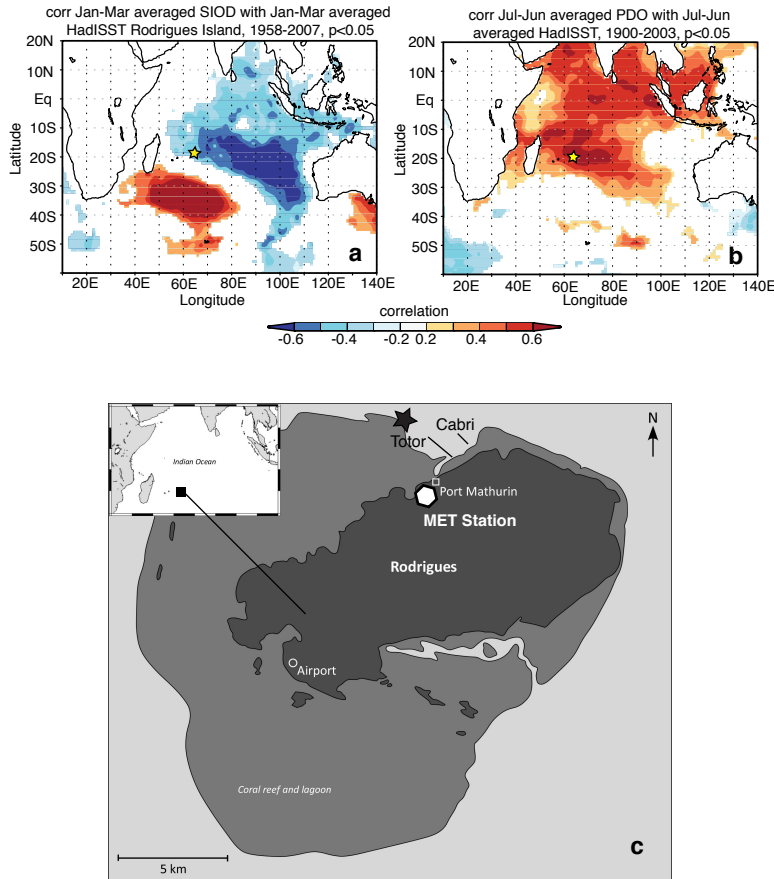 corr Jan-Mar averaged SIOD with Jan-Mar averaged
HadISST Rodrigues Island, 1958-2007, p<0.05
20N
10N
Eq
10S
20S
30S
40S
50S
Latitude
20E 40E 60E 80E 100E 120E 140E
Longitude
a
corr Jul-Jun averaged PDO with Jul-Jun
averaged HadISST, 1900-2003, p<0.05
20N
10N
Eq
10S
20S
30S
40S
50S
Latitude
20E 40E 60E 80E 100E 120E 140E
Longitude
b
correlation
-0.6 -0.4 -0.2 0.2 0.4 0.6
Indian Ocean
Cabri
Totor
N
Port Mathurin
MET Station
Rodrigues
Airport
Coral reef and lagoon
5 km
c